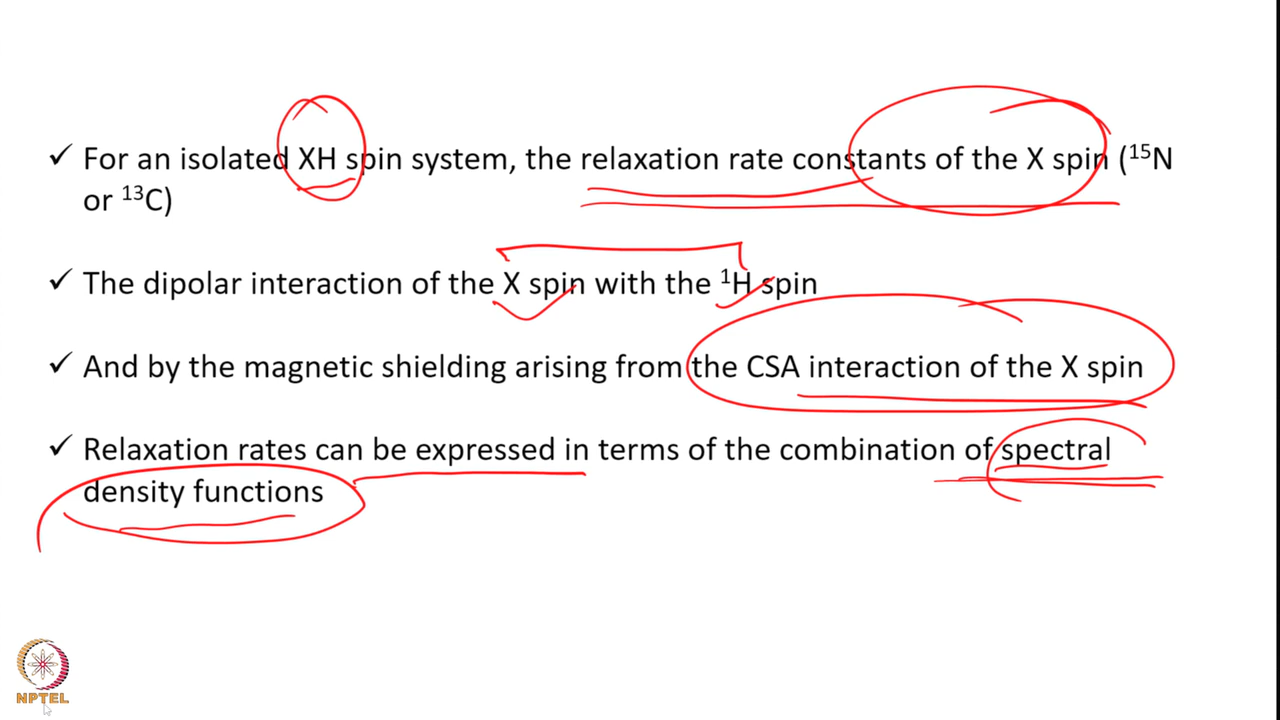 ✓ For an isolated XH spin system, the relaxation rate constants of the X spin (¹⁵N
or ¹³C)
✓ The dipolar interaction of the X spin with the ¹H spin
✓ And by the magnetic shielding arising from the CSA interaction of the X spin
✓ Relaxation rates can be expressed in terms of the combination of spectral
density functions
NPTEL